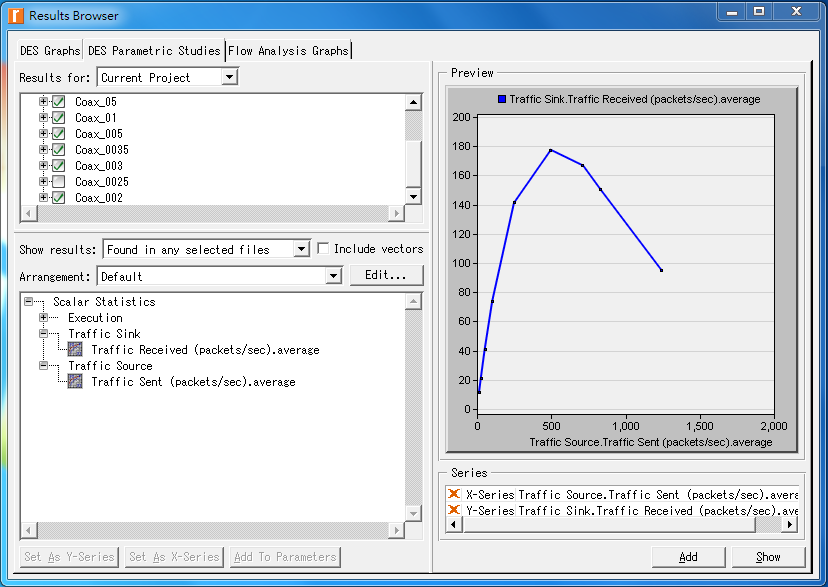 Results Browser
DES Graphs DES Parametric Studies Flow Analysis Graphs
Results for: Current Project
Coax_05
Coax_01
Coax_005
Coax_0035
Coax_003
Coax_0025
Coax_002
Show results: Found in any selected files Include vectors
Arrangement: Default Edit...
Scalar Statistics
Execution
Traffic Sink
Traffic Received (packets/sec).average
Traffic Source
Traffic Sent (packets/sec).average
Set As Y-Series Set As X-Series Add To Parameters
Preview
Traffic Sink.Traffic Received (packets/sec).average
200
180
160
140
120
100
80
60
40
20
0
0 500 1,000 1,500 2,000
Traffic Source.Traffic Sent (packets/sec).average
Series
X-Series Traffic Source.Traffic Sent (packets/sec).avera
Y-Series Traffic Sink.Traffic Received (packets/sec).ave
Add Show